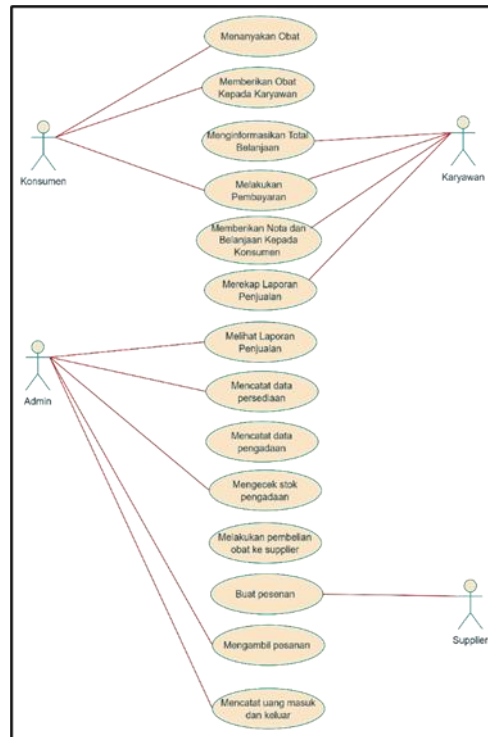 Menanyakan Obat
Memberikan Obat
Kepada Karyawan
Menginformasikan Total
Belanjaan
Konsumen
Karyawan
Melakukan
Pembayaran
Memberikan Nota dan
Belanjaan Kepada
Konsumen
Merekap Laporan
Penjualan
Melihat Laporan
Penjualan
Admin
Mencatat data
persediaan
Mencatat data
pengadaan
Mengecek stok
pengadaan
Melakukan pembelian
obat ke supplier
Buat pesenan
Supplier
Mengambil pesanan
Mencatat uang masuk
dan keluar